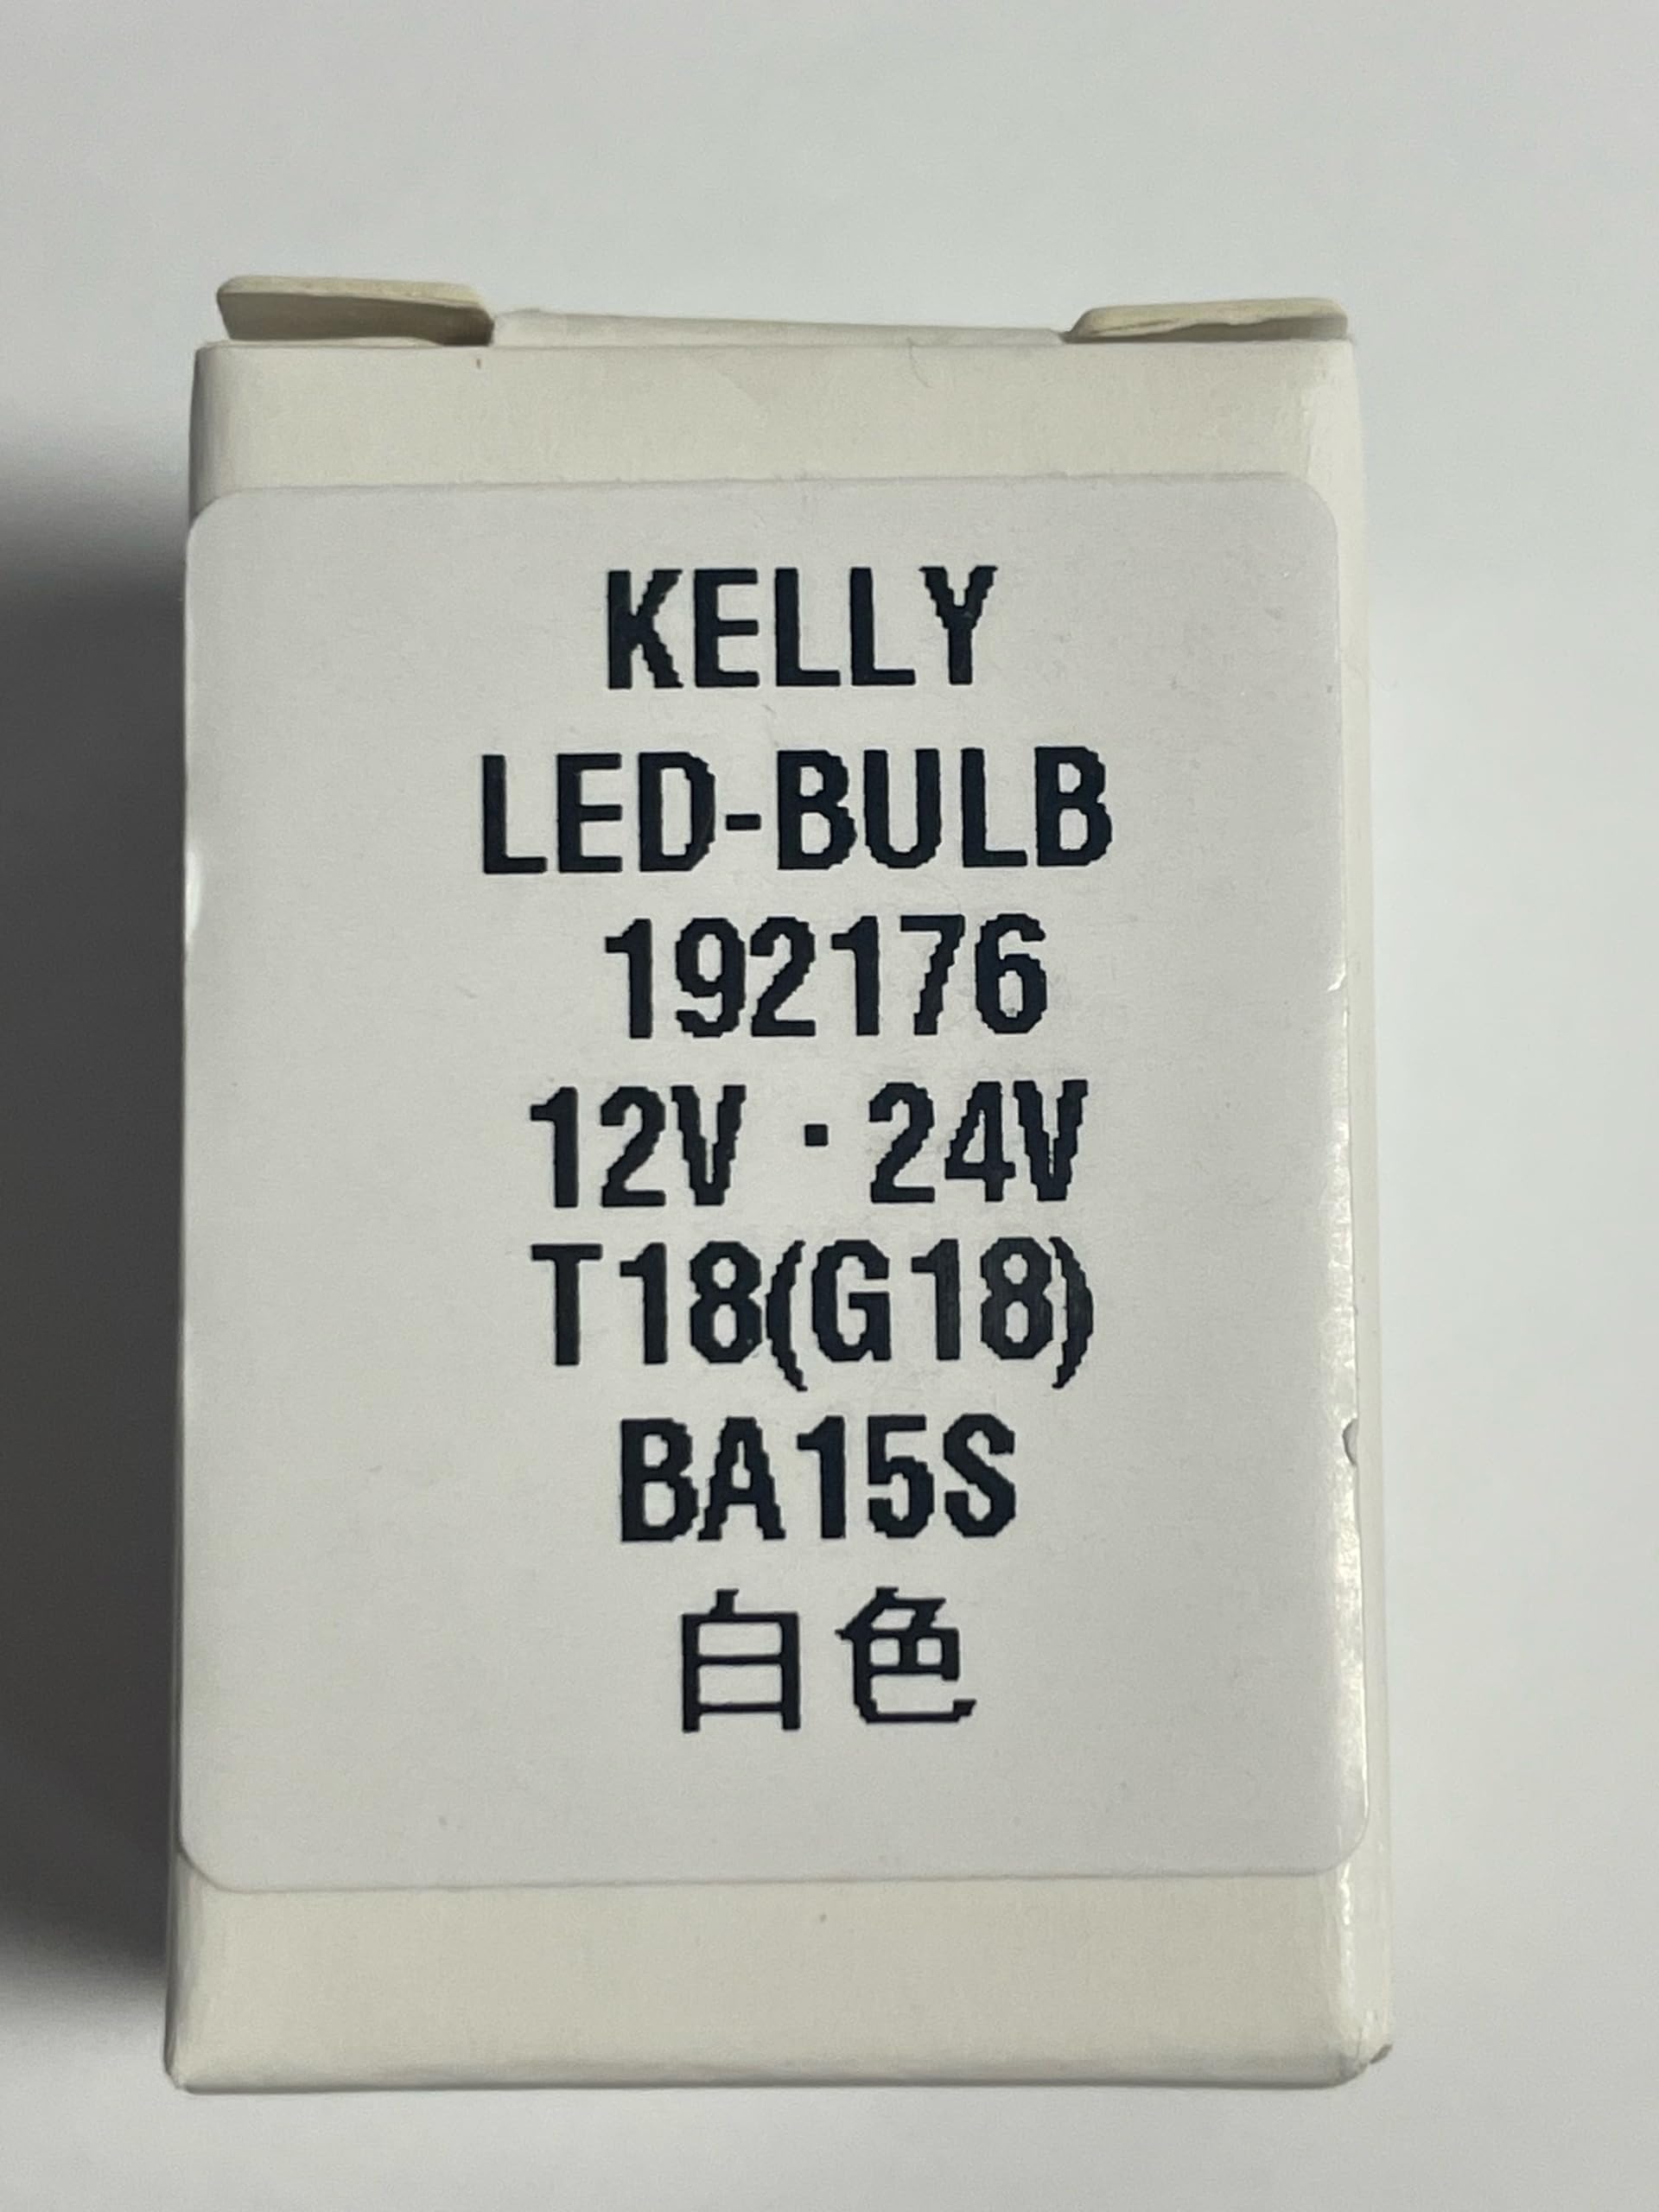 KELLY
LED-BULB
192176
12V・24V
T18(G18)
BA15S
白色